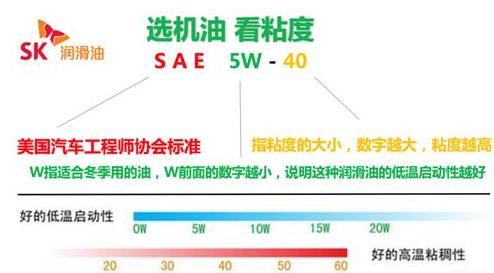 选机油 看粘度
SK 润滑油
SAE 5W - 40
美国汽车工程师协会标准
指粘度的大小，数字越大，粘度越高
W指适合冬季用的油，W前面的数字越小，说明这种润滑油的低温启动性越好
好的低温启动性
0W 5W 10W 15W 20W
好的高温粘稠性
20 30 40 50 60